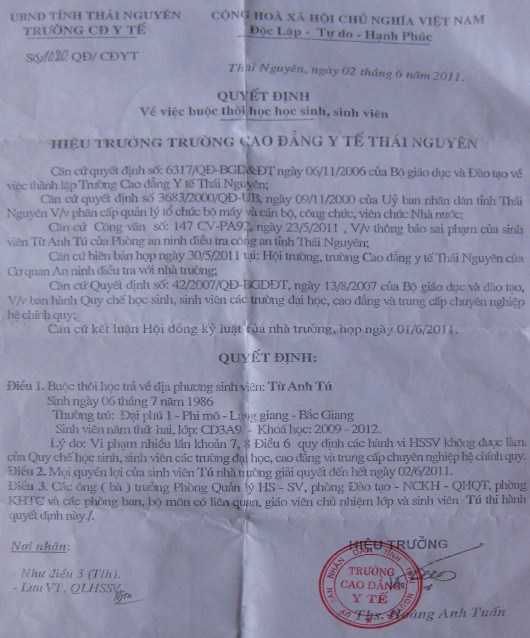 UBND TỈNH THÁI NGUYÊN
TRƯỜNG CĐ Y TẾ
CỘNG HOÀ XÃ HỘI CHỦ NGHĨA VIỆT NAM
Độc Lập - Tự do - Hạnh Phúc
QĐ/ CĐYT
Thái Nguyên, ngày 02 tháng 6 năm 2011.
QUYẾT ĐỊNH
Về việc buộc thôi học học sinh, sinh viên
HIỆU TRƯỞNG TRƯỜNG CAO ĐẲNG Y TẾ THÁI NGUYÊN
Căn cứ quyết định số: 6317/QĐ-BGD&ĐT ngày 06/11/2006 của Bộ giáo dục và Đào tạo về
việc thành lập Trường Cao đẳng Y tế Thái Nguyên;
Căn cứ quyết định số 3683/2000/QĐ-UB, ngày 09/11/2000 của Uỷ ban nhân dân tỉnh Thái
Nguyên V/v phân cấp quản lý tổ chức bộ máy và cán bộ, công chức, viên chức Nhà nước;
Căn cứ Công văn số: 147 CV-PA92, ngày 23/5/2011 , V/v thông báo sai phạm của sinh
viên Từ Anh Tú của Phòng an ninh điều tra công an tỉnh Thái Nguyên;
Căn cứ biên bản họp ngày 30/5/2011 tại: Hội trường, trường Cao đẳng y tế Thái Nguyên của
Cơ quan An ninh điều tra với nhà trường;
Căn cứ Quyết định số: 42/2007/QĐ-BGDĐT, ngày 13/8/2007 của Bộ giáo dục và đào tạo,
V/v ban hành Quy chế học sinh, sinh viên các trường đại học, cao đẳng và trung cấp chuyên nghiệp
hệ chính quy;
Căn cứ kết luận Hội đồng kỷ luật của nhà trường, họp ngày 01/6/2011.
QUYẾT ĐỊNH:
Điều 1. Buộc thôi học trả về địa phương sinh viên: Từ Anh Tú
Sinh ngày 06 tháng 7 năm 1986
Thường trú: Đại phú 1 - Phi mô - Lạng giang - Bắc Giang
Sinh viên năm thứ hai, lớp: CD3A9 - Khoá học: 2009 - 2012.
Lý do: Vi phạm nhiều lần khoản 7, 8 Điều 6 quy định các hành vi HSSV không được làm
của Quy chế học sinh, sinh viên các trường đại học, cao đẳng và trung cấp chuyên nghiệp hệ chính quy.
Điều 2. Mọi quyền lợi của sinh viên Tú nhà trường giải quyết đến hết ngày 02/6/2011.
Điều 3. Các ông ( bà ) trưởng Phòng Quản lý HS - SV, phòng Đào tạo - NCKH - QHQT, phòng
KHTC và các phòng ban, bộ môn có liên quan, giáo viên chủ nhiệm lớp và sinh viên Tú thi hành
quyết định này./.
Nơi nhận:
- Như điều 3 (T/h).
- Lưu VT , QLHSSV
HIỆU TRƯỞNG
ỦY BAN NHÂN DÂN TỈNH THÁI NGUYÊN
TRƯỜNG
CAO ĐẲNG
Y TẾ
Ths. Hoàng Anh Tuấn